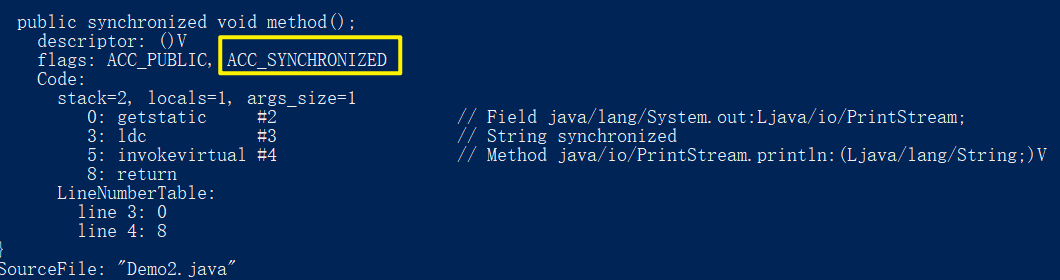 public synchronized void method();
descriptor: ()V
flags: ACC_PUBLIC, ACC_SYNCHRONIZED
Code:
stack=2, locals=1, args_size=1
0: getstatic #2 // Field java/lang/System.out:Ljava/io/PrintStream;
3: ldc #3 // String synchronized
5: invokevirtual #4 // Method java/io/PrintStream.println:(Ljava/lang/String;)V
8: return
LineNumberTable:
line 3: 0
line 4: 8
}
SourceFile: "Demo2.java"